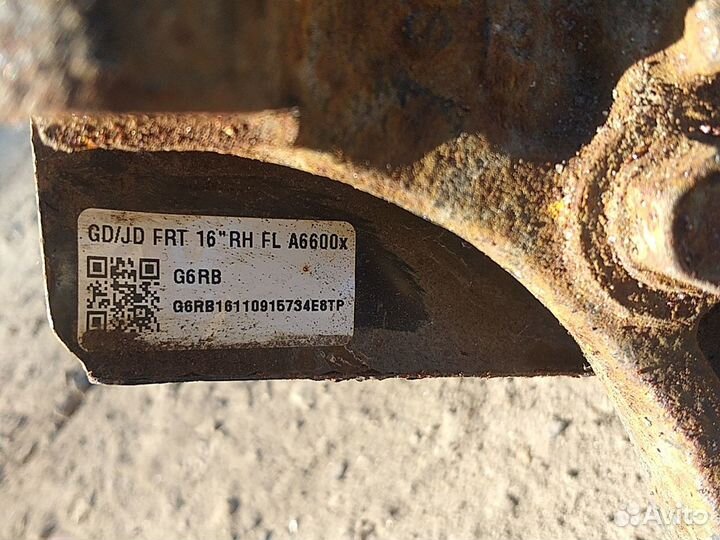 GD/JD FRT 16"RH FL A6600x
G6RB
G6RB16110915734E8TP
Avito